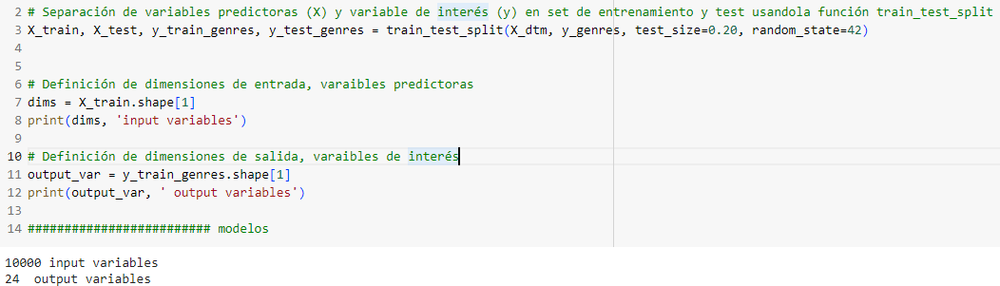 2 # Separación de variables predictoras (X) y variable de interés (y) en set de entrenamiento y test usandola función train_test_split
3 X_train, X_test, y_train_genres, y_test_genres = train_test_split(X_dtm, y_genres, test_size=0.20, random_state=42)
4
5
6 # Definición de dimensiones de entrada, varaibles predictoras
7 dims = X_train.shape[1]
8 print(dims, 'input variables')
9
10 # Definición de dimensiones de salida, varaibles de interés
11 output_var = y_train_genres.shape[1]
12 print(output_var, ' output variables')
13
14 ######################### modelos
10000 input variables
24  output variables